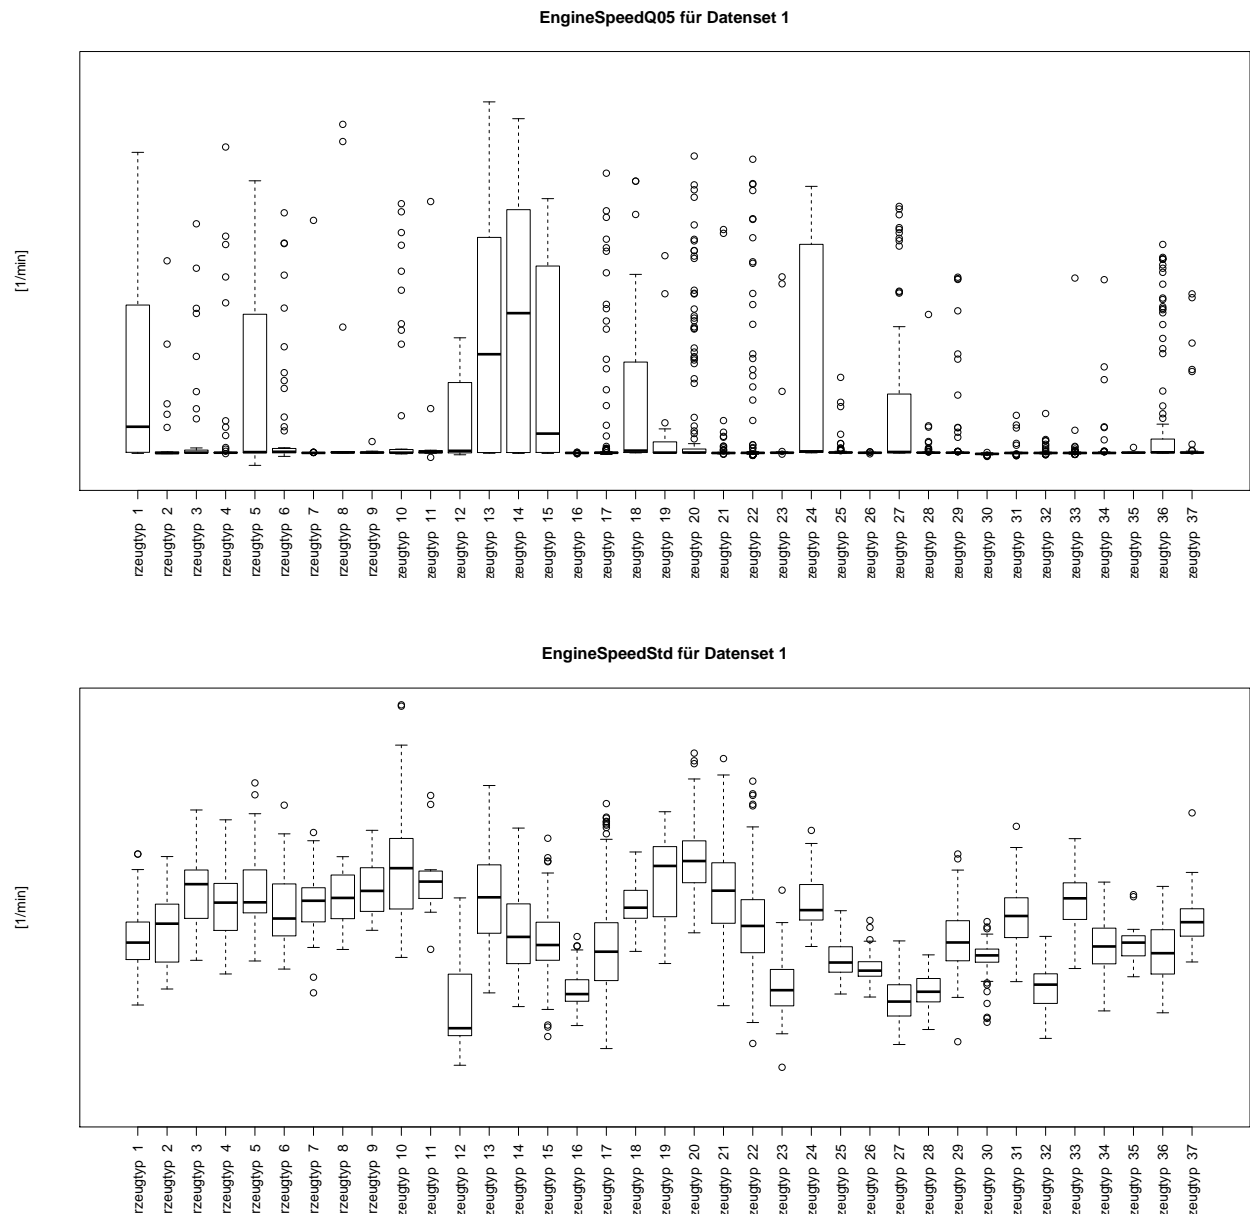 EngineSpeedQ05 für Datenset 1
[1/min]
rzeugtyp 1
rzeugtyp 2
rzeugtyp 3
rzeugtyp 4
rzeugtyp 5
rzeugtyp 6
rzeugtyp 7
rzeugtyp 8
rzeugtyp 9
zeugtyp 10
zeugtyp 11
zeugtyp 12
zeugtyp 13
zeugtyp 14
zeugtyp 15
zeugtyp 16
zeugtyp 17
zeugtyp 18
zeugtyp 19
zeugtyp 20
zeugtyp 21
zeugtyp 22
zeugtyp 23
zeugtyp 24
zeugtyp 25
zeugtyp 26
zeugtyp 27
zeugtyp 28
zeugtyp 29
zeugtyp 30
zeugtyp 31
zeugtyp 32
zeugtyp 33
zeugtyp 34
zeugtyp 35
zeugtyp 36
zeugtyp 37
EngineSpeedStd für Datenset 1
[1/min]
rzeugtyp 1
rzeugtyp 2
rzeugtyp 3
rzeugtyp 4
rzeugtyp 5
rzeugtyp 6
rzeugtyp 7
rzeugtyp 8
rzeugtyp 9
zeugtyp 10
zeugtyp 11
zeugtyp 12
zeugtyp 13
zeugtyp 14
zeugtyp 15
zeugtyp 16
zeugtyp 17
zeugtyp 18
zeugtyp 19
zeugtyp 20
zeugtyp 21
zeugtyp 22
zeugtyp 23
zeugtyp 24
zeugtyp 25
zeugtyp 26
zeugtyp 27
zeugtyp 28
zeugtyp 29
zeugtyp 30
zeugtyp 31
zeugtyp 32
zeugtyp 33
zeugtyp 34
zeugtyp 35
zeugtyp 36
zeugtyp 37